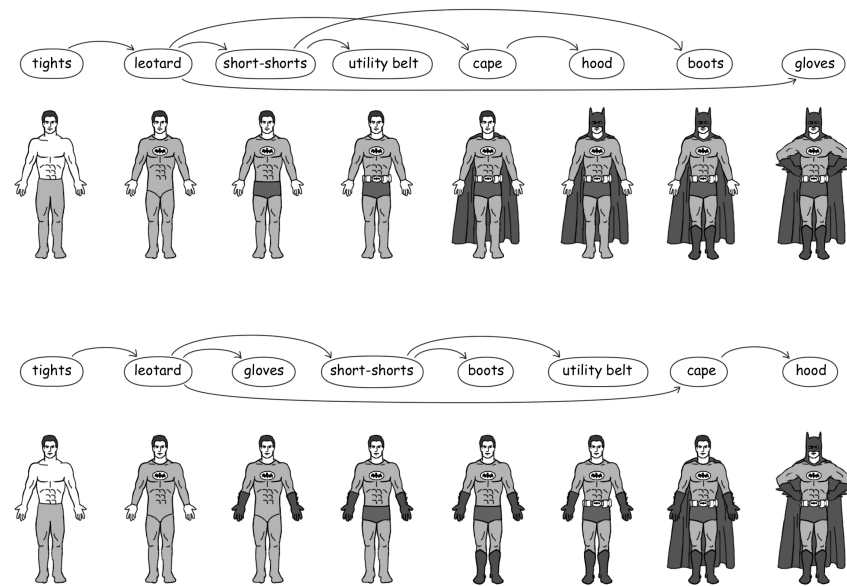 tights leotard short-shorts utility belt cape hood boots gloves
tights leotard gloves short-shorts boots utility belt cape hood